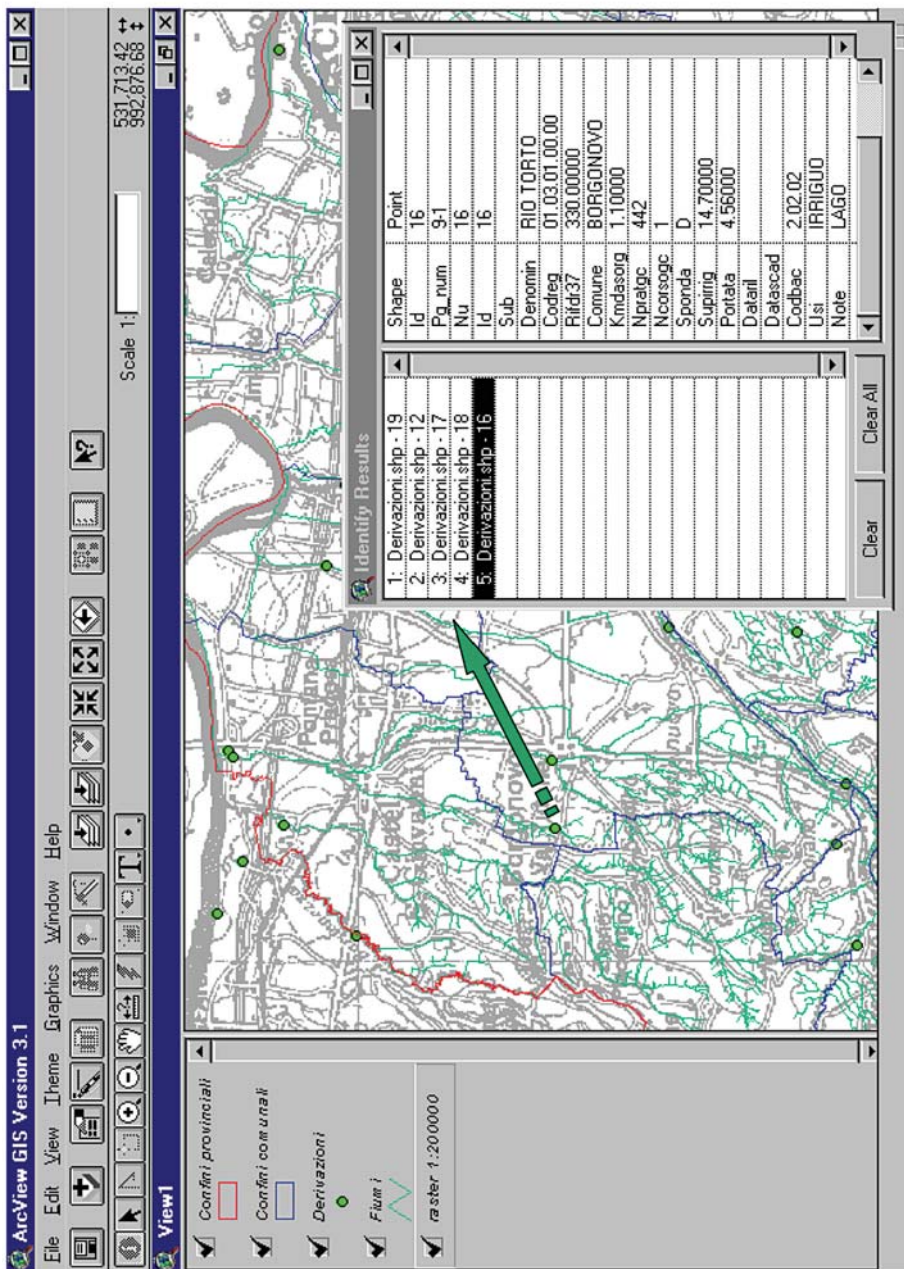 ArcView GIS Version 3.1
File Edit View Theme Graphics Window Help
Scale 1:
531,713.42
992,876.68
View1
Confini provinciali
Confini comunali
Derivazioni
Fiumi
raster 1:200000
Identify Results
1: Derivazioni.shp - 19
2: Derivazioni.shp - 12
3: Derivazioni.shp - 17
4: Derivazioni.shp - 18
5: Derivazioni.shp - 16
Shape Point
Id 16
Pg_num 9-1
Nu 16
Id 16
Sub
Denomin RIO TORTO
Codreg 01.03.01.00.00
Rifidr37 330.000000
Comune BORGONOVO
Kmdasorg 1.10000
Npratgc 442
Ncorsogc 1
Sponda D
Supirrig 14.70000
Portata 4.56000
Dataril
Datascad
Codbac 2.02.02
Usi IRRIGUO
Note LAGO
Clear
Clear All